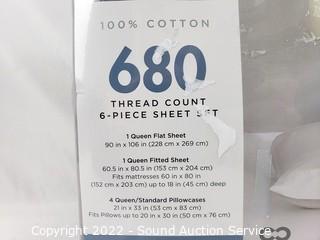 100% COTTON
680
THREAD COUNT
6-PIECE SHEET SET
1 Queen Flat Sheet
90 in x 106 in (228 cm x 269 cm)
1 Queen Fitted Sheet
60.5 in x 80.5 in (153 cm x 204 cm)
Fits mattresses 60 in x 80 in
(152 cm x 203 cm) up to 18 in (45 cm) deep
4 Queen/Standard Pillowcases
21 in x 33 in (53 cm x 83 cm)
Fits Pillows up to 20 in x 30 in (50 cm x 76 cm)
Copyright 2022 - Sound Auction Service